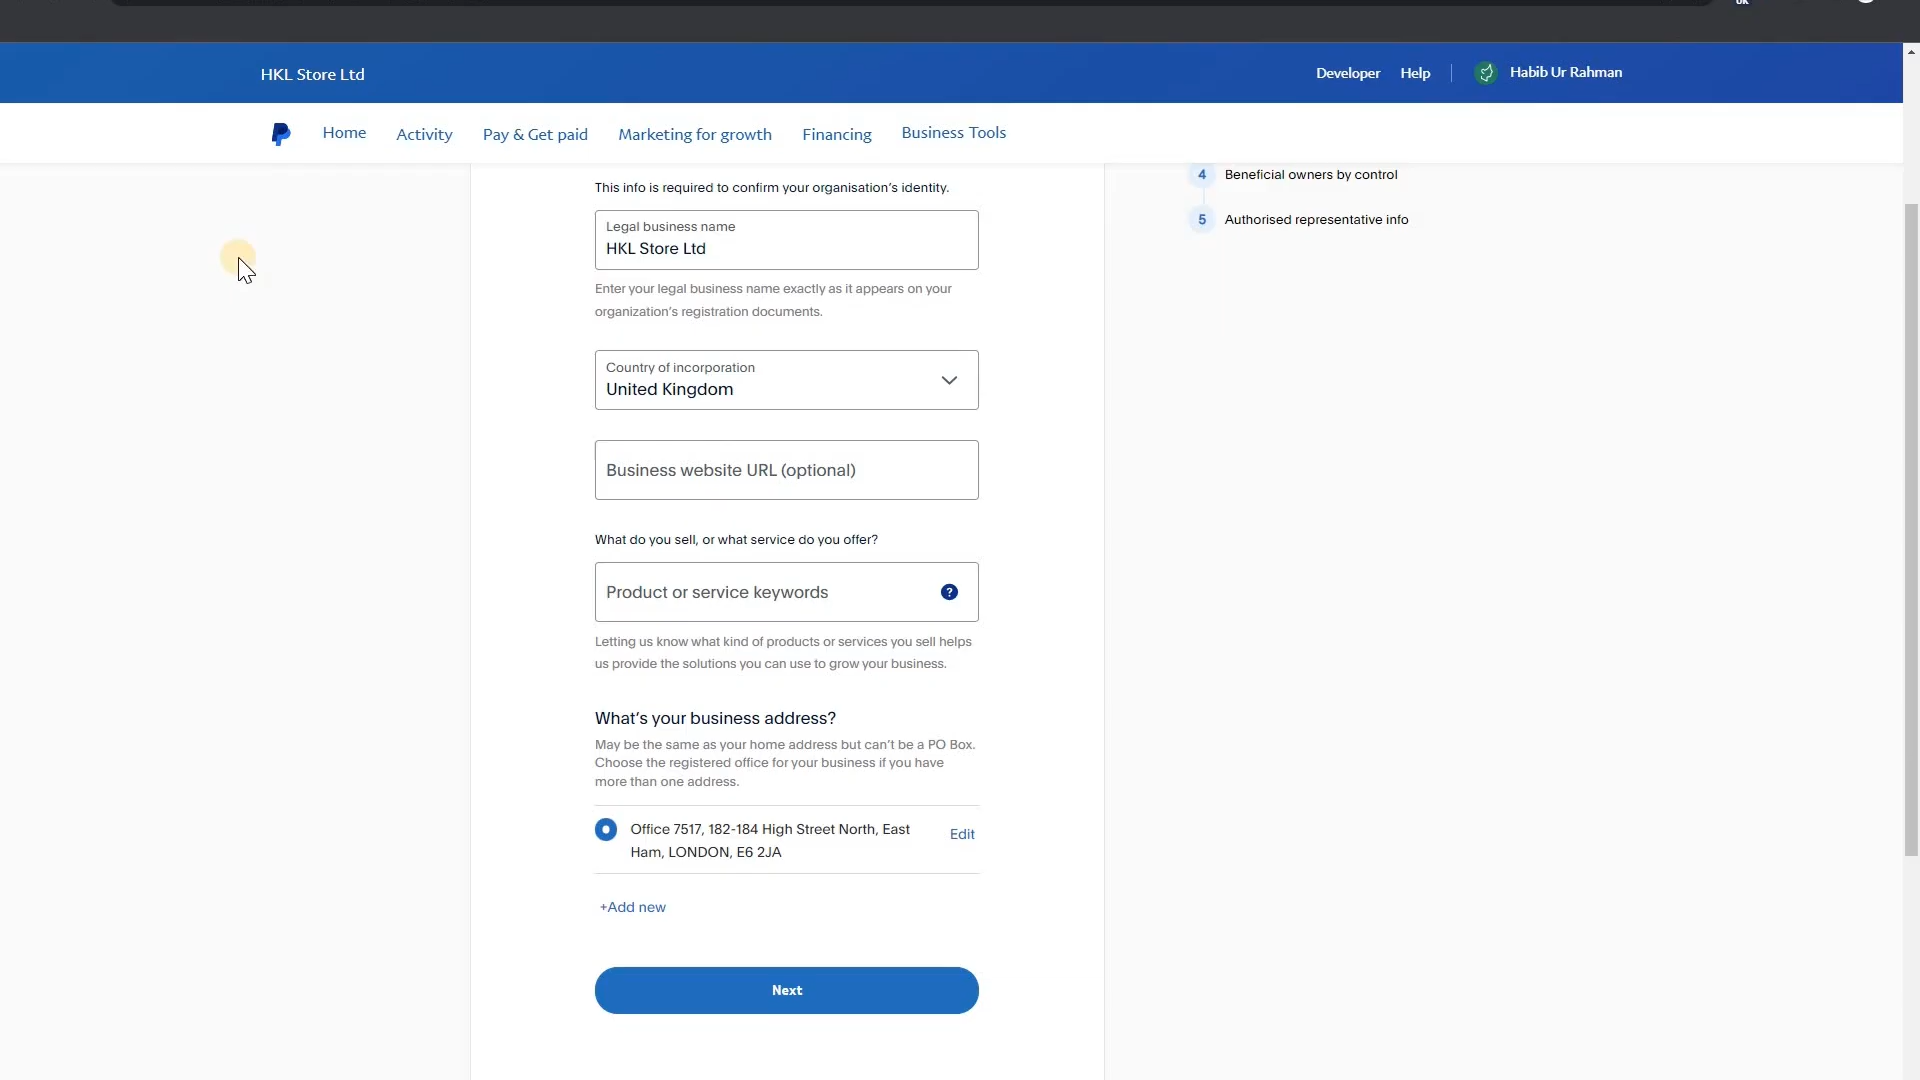 UK
HKL Store Ltd
Developer
Help
Habib Ur Rahman
Home
Activity
Pay & Get paid
Marketing for growth
Financing
Business Tools
This info is required to confirm your organisation's identity.
4 Beneficial owners by control
5 Authorised representative info
Legal business name
HKL Store Ltd
Enter your legal business name exactly as it appears on your
organization's registration documents.
Country of incorporation
United Kingdom
Business website URL (optional)
What do you sell, or what service do you offer?
Product or service keywords
?
Letting us know what kind of products or services you sell helps
us provide the solutions you can use to grow your business.
What's your business address?
May be the same as your home address but can't be a PO Box.
Choose the registered office for your business if you have
more than one address.
Office 7517, 182-184 High Street North, East
Ham, LONDON, E6 2JA
Edit
+Add new
Next